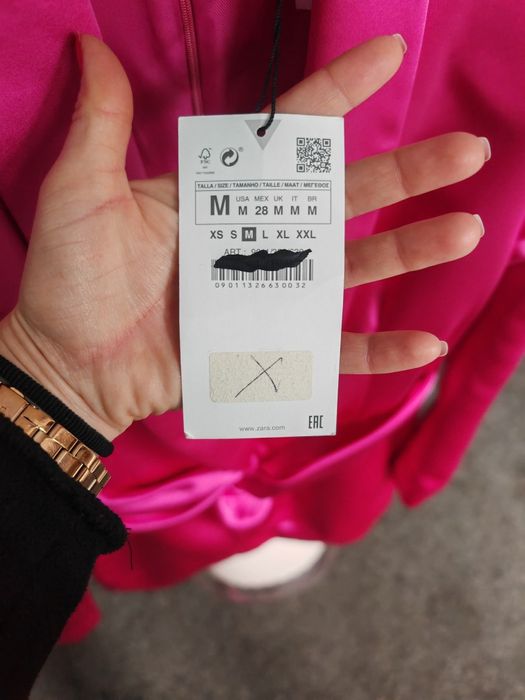 FSC
TALLA / SIZE / TAMANHO / TAILLE / MAAT / ΜΕΓΕΘΟΣ
M USA MEX UK IT BR
M 28 M M M
XS S M L XL XXL
ART.:
09011326630032
X
www.zara.com
EAC